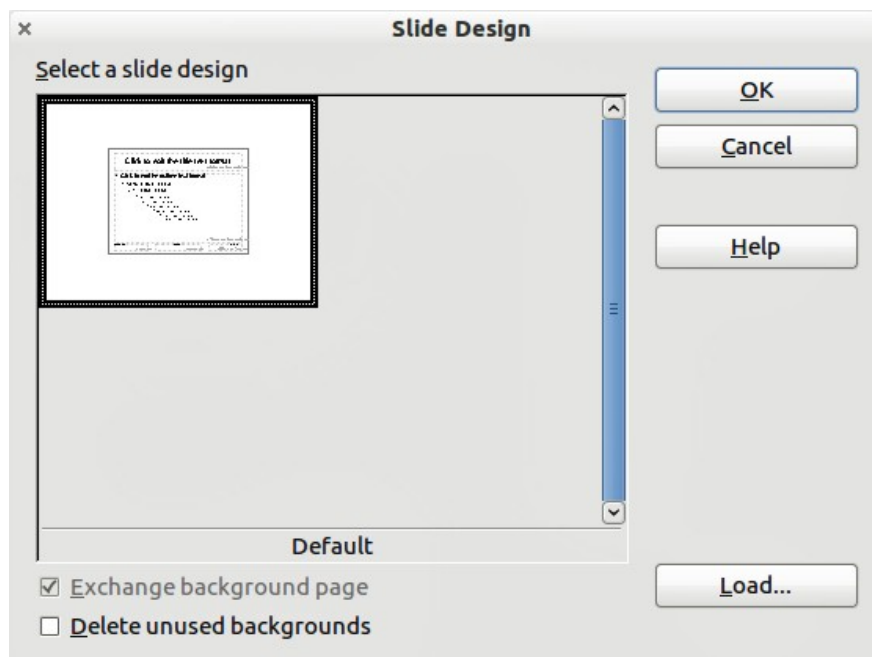 Slide Design
Select a slide design
OK
Cancel
Help
Default
Exchange background page
Load...
Delete unused backgrounds